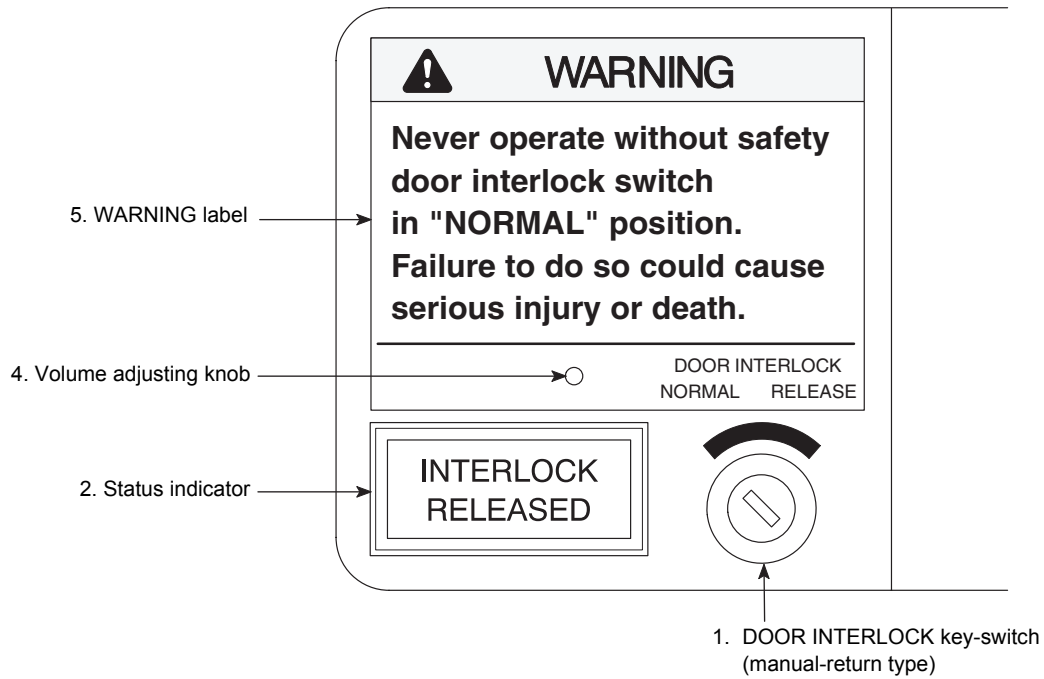 WARNING
Never operate without safety
door interlock switch
in "NORMAL" position.
Failure to do so could cause
serious injury or death.
5. WARNING label
4. Volume adjusting knob
DOOR INTERLOCK
NORMAL RELEASE
2. Status indicator
INTERLOCK
RELEASED
1. DOOR INTERLOCK key-switch
(manual-return type)